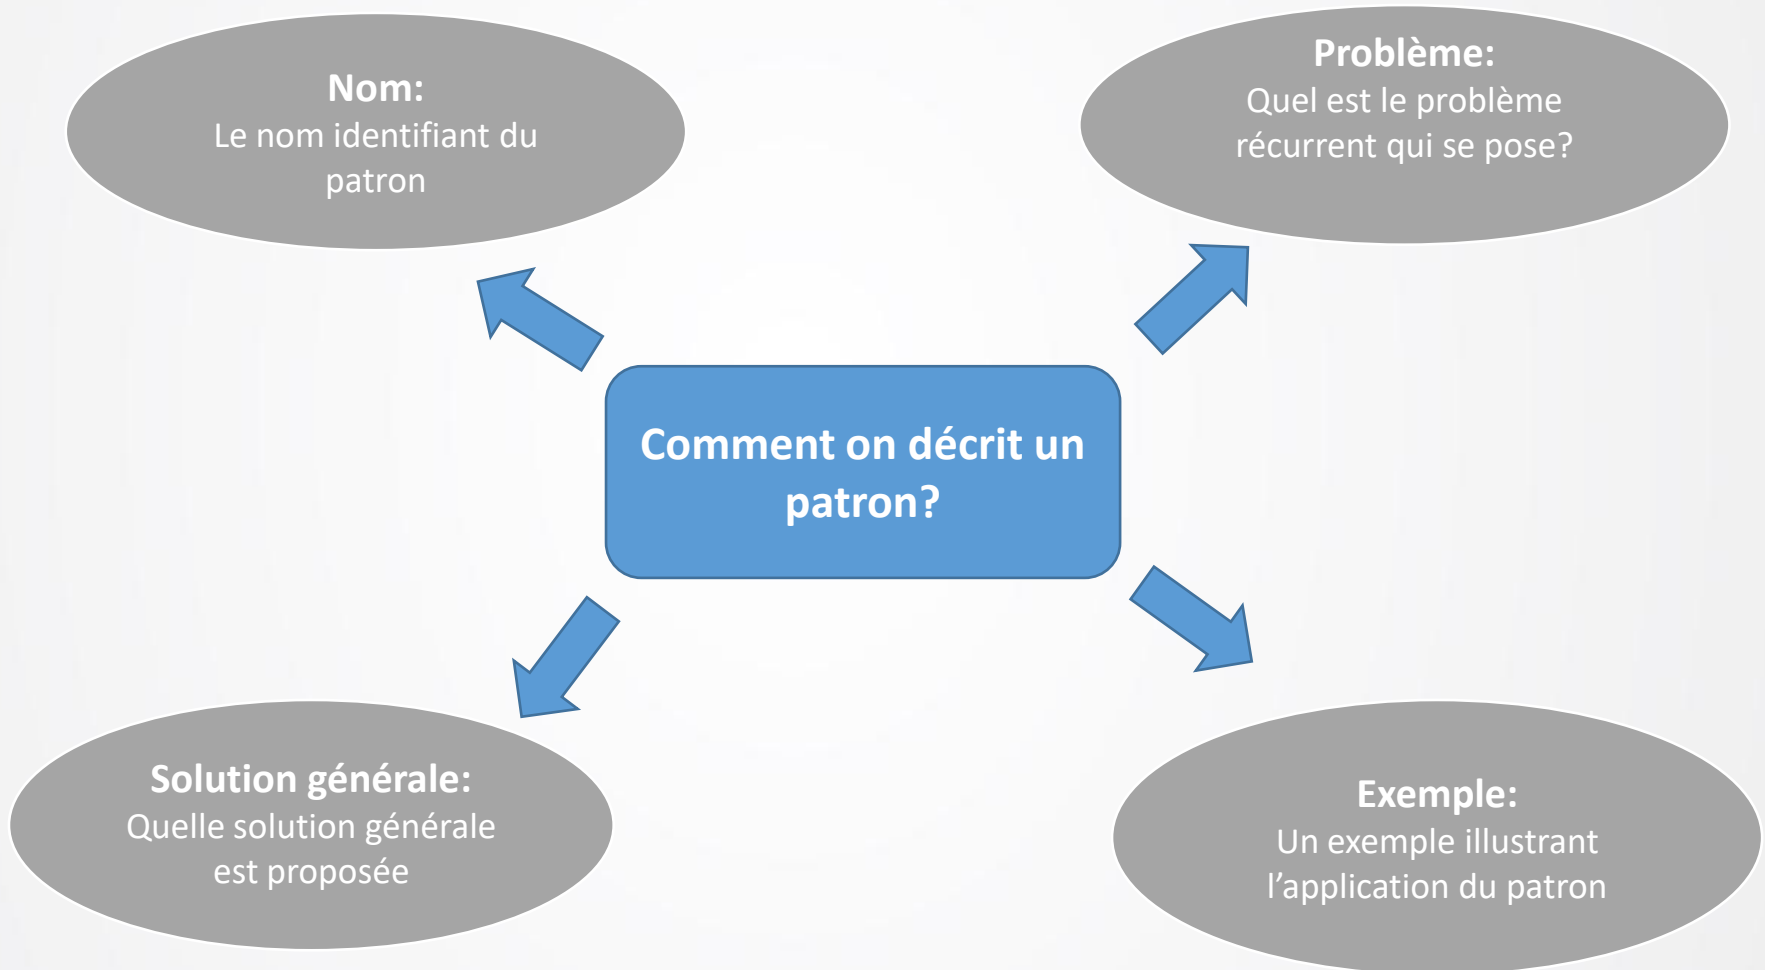 Nom:
Le nom identifiant du
patron
Problème:
Quel est le problème
récurrent qui se pose?
Comment on décrit un
patron?
Solution générale:
Quelle solution générale
est proposée
Exemple:
Un exemple illustrant
l’application du patron